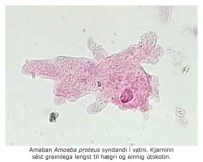 Amaban Amoeba proteus syndandi í vatni. Kjarninn
sést greinilega lengst til hægri og einnig útskotin.